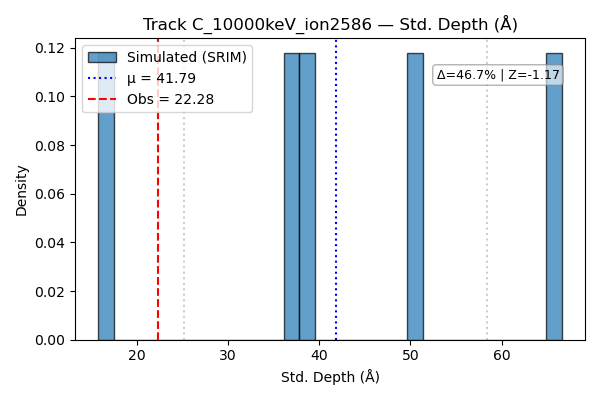 Track C_10000keV_ion2586 — Std. Depth (Å)
Simulated (SRIM)
μ = 41.79
Obs = 22.28
Δ=46.7% | Z=-1.17
0.12
0.10
0.08
0.06
0.04
0.02
0.00
Density
20 30 40 50 60
Std. Depth (Å)